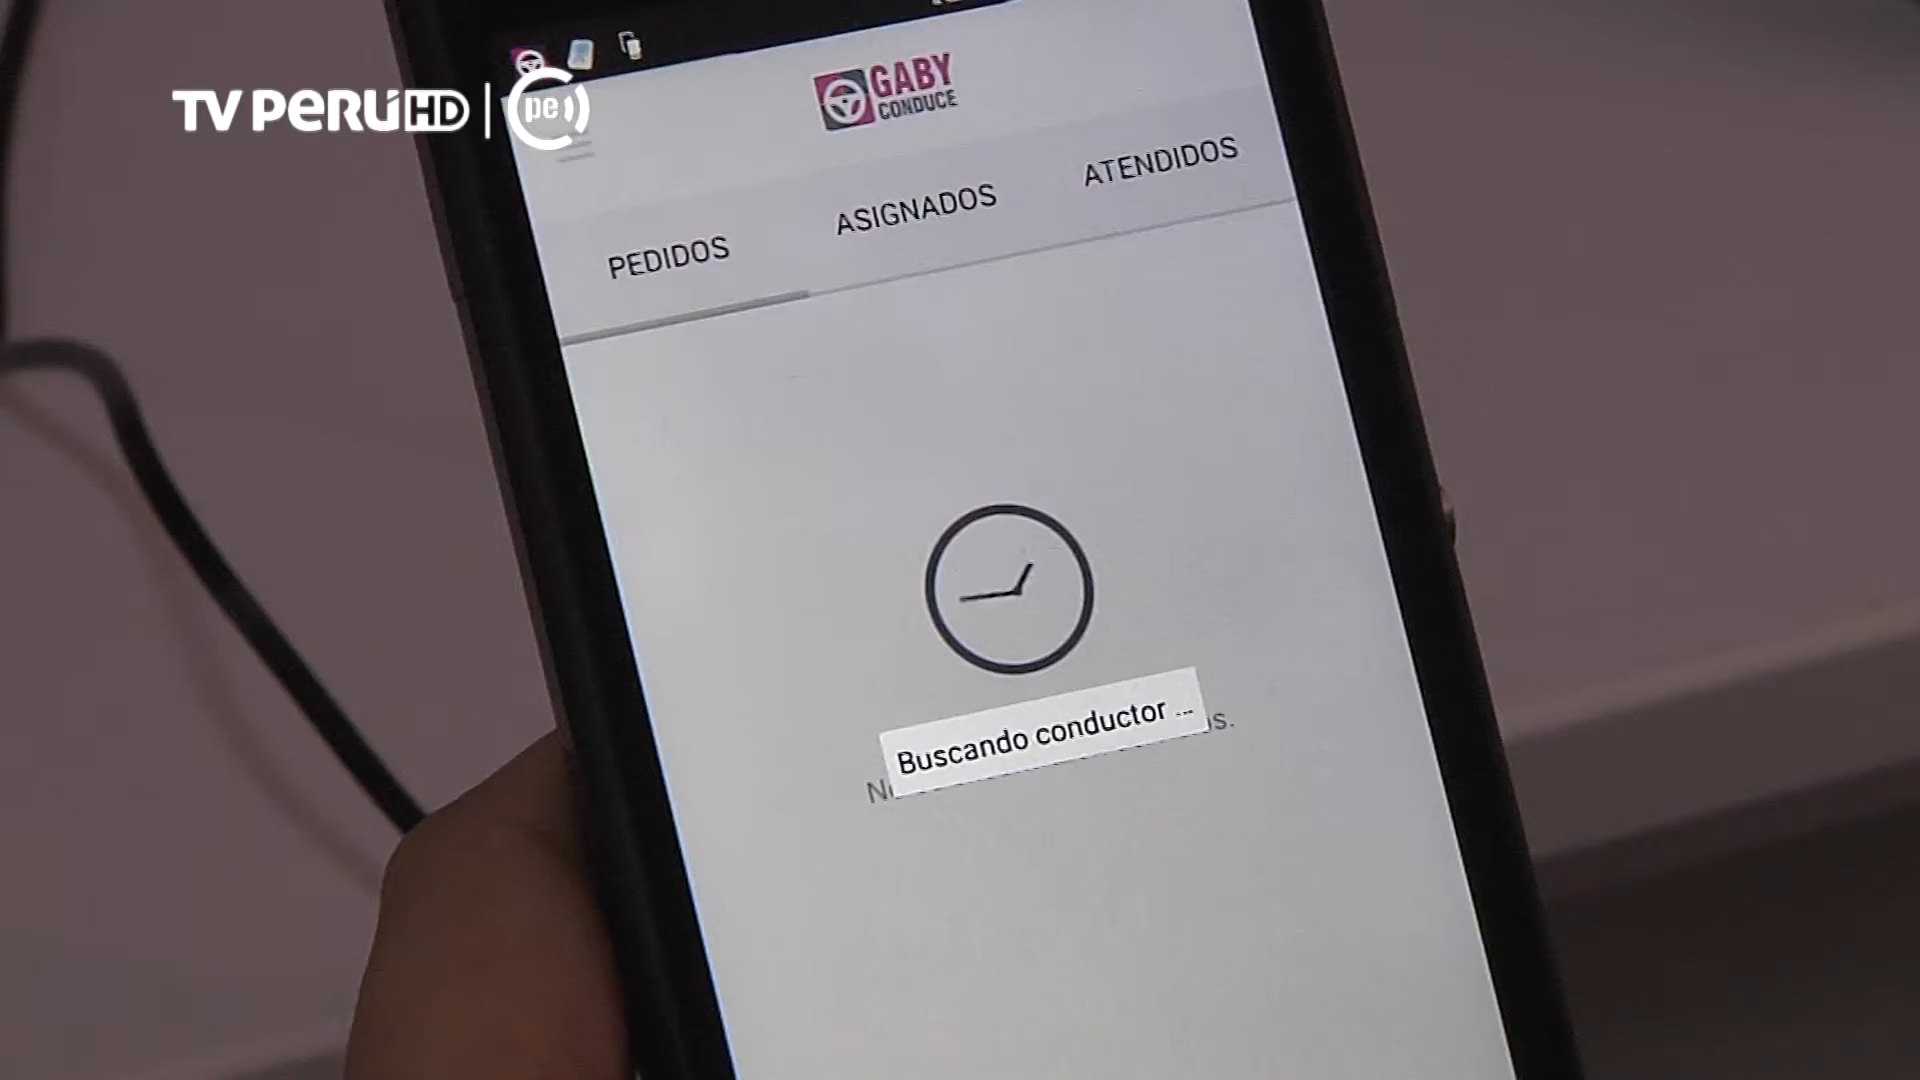 TV PERÚ HD
pe
GABY
CONDUCE
PEDIDOS
ASIGNADOS
ATENDIDOS
Buscando conductor ...